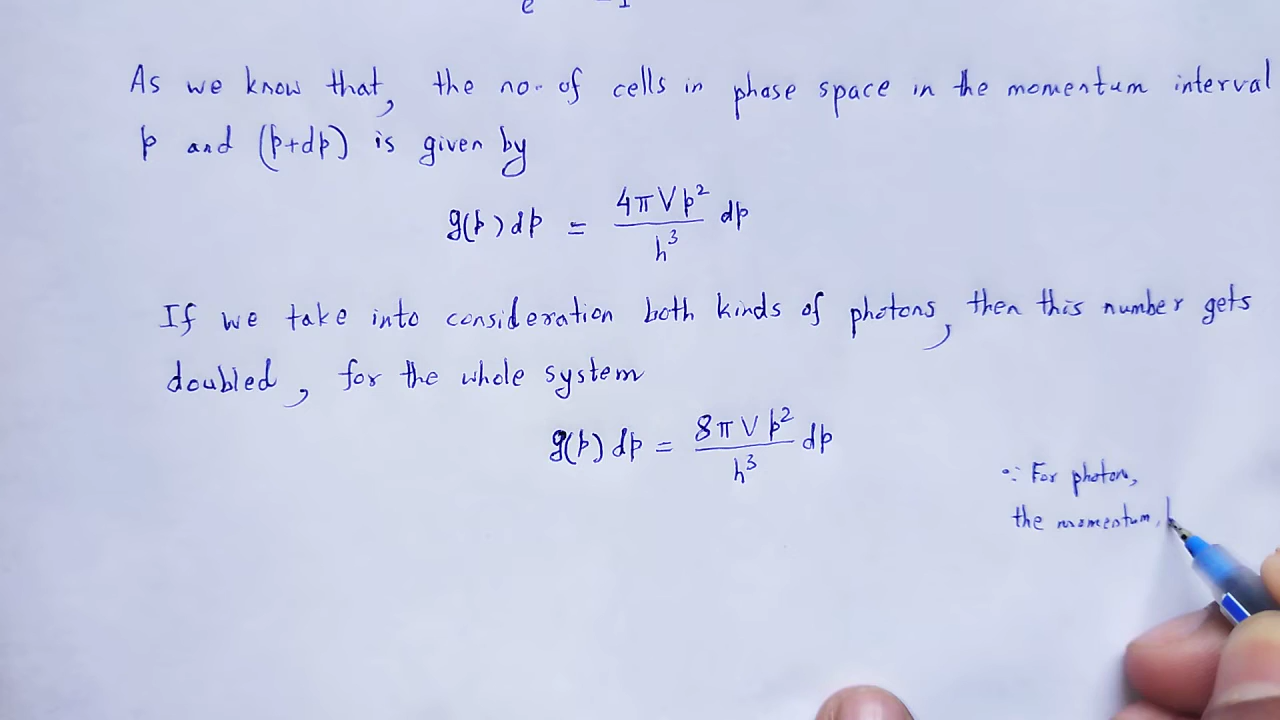 e -1
As we know that, the no. of cells in phase space in the momentum interval
p and (p+dp) is given by
g(p) dp = 4πVp²/h³ dp
If we take into consideration both kinds of photons, then this number gets
doubled, for the whole system
g(p) dp = 8πVp²/h³ dp
∵ For photon,
the momentum,